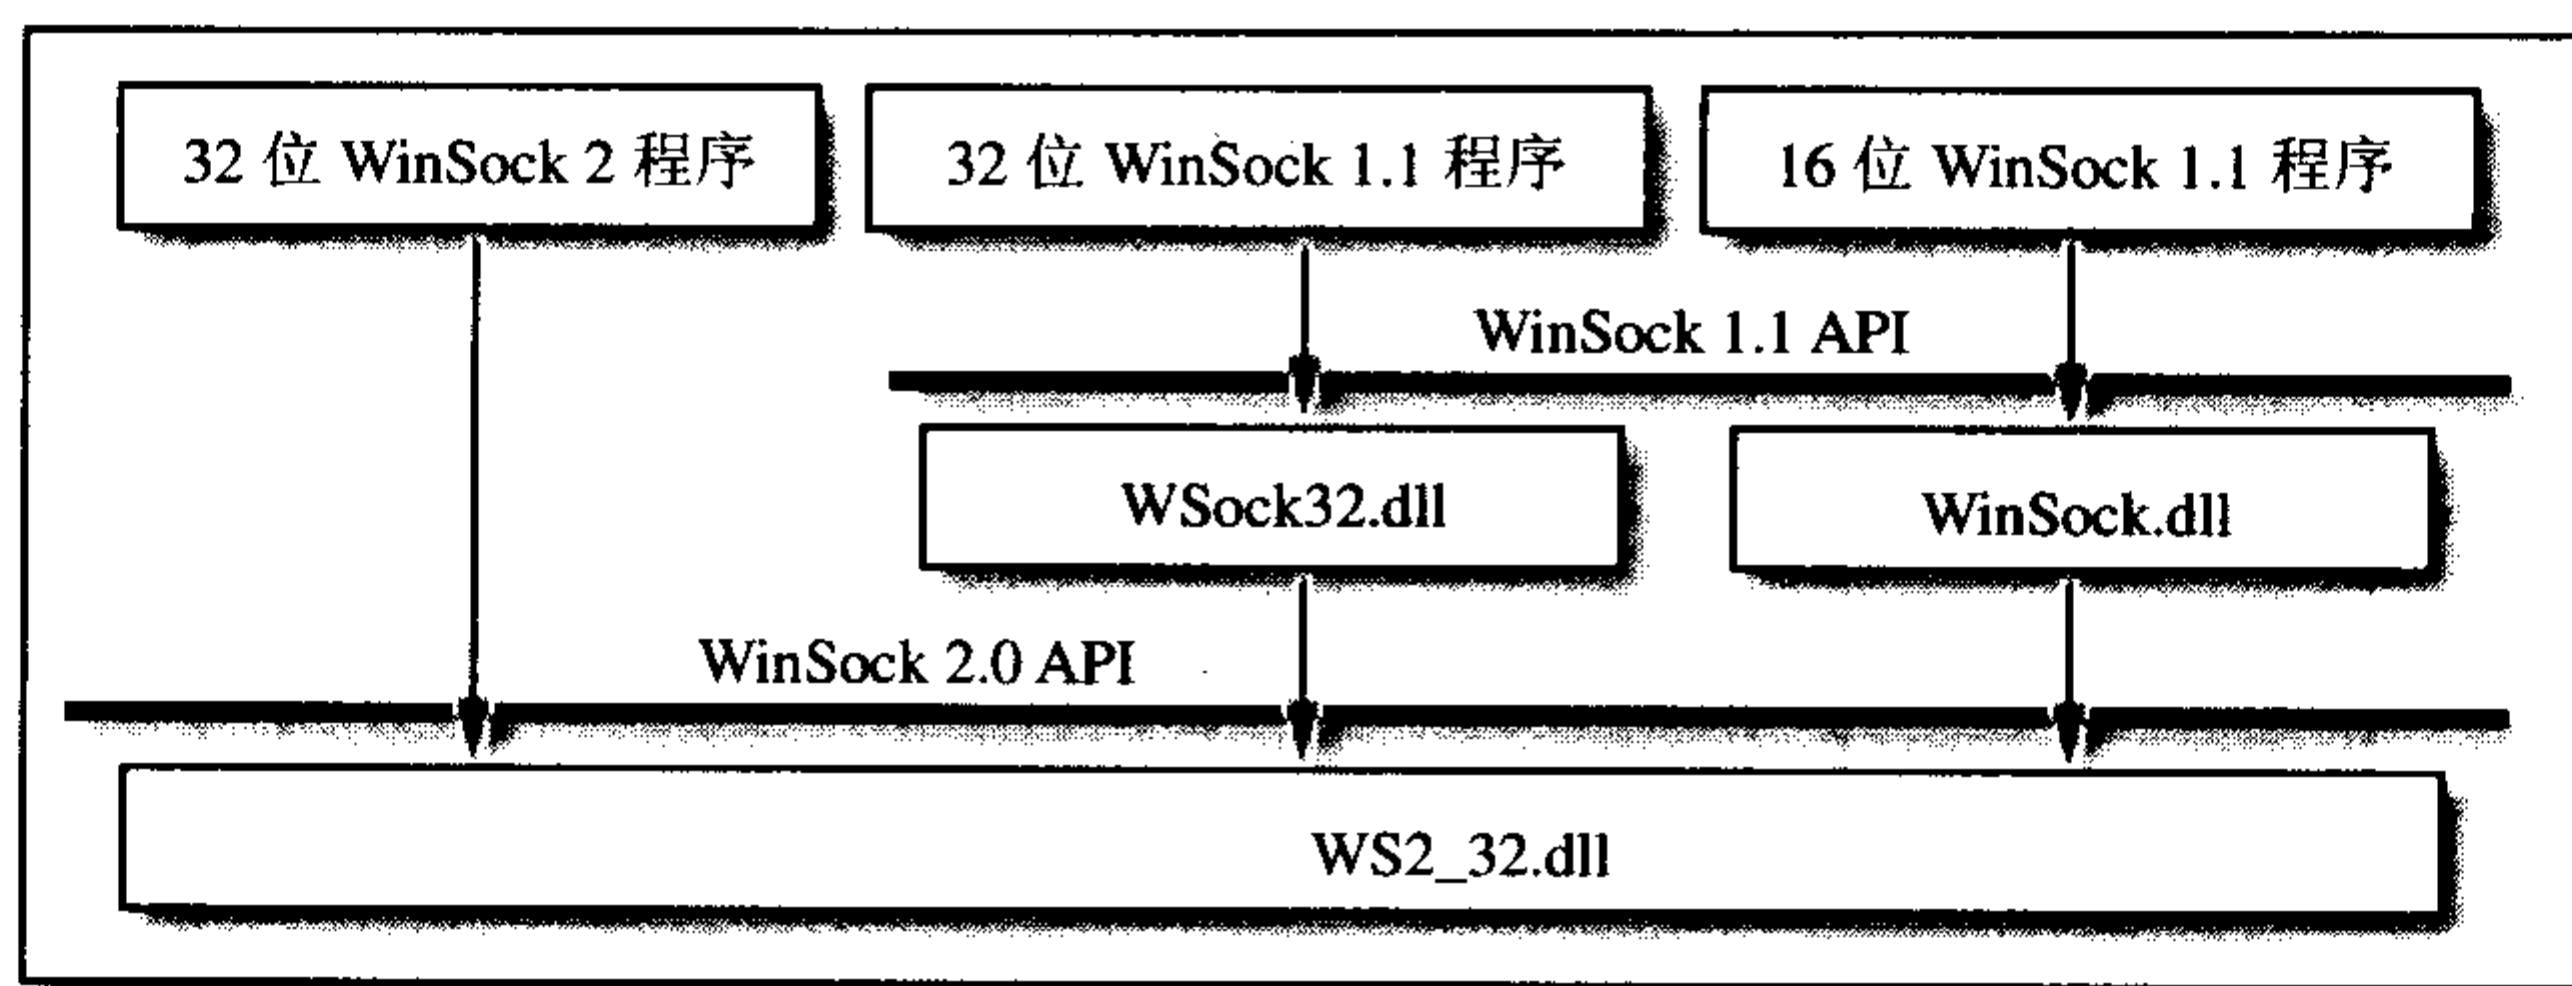 32 位 WinSock 2 程序
32 位 WinSock 1.1 程序
16 位 WinSock 1.1 程序
WinSock 1.1 API
WSock32.dll
WinSock.dll
WinSock 2.0 API
WS2_32.dll